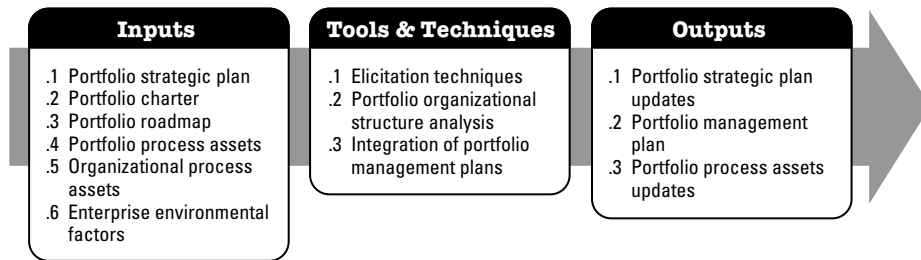 Inputs
.1 Portfolio strategic plan
.2 Portfolio charter
.3 Portfolio roadmap
.4 Portfolio process assets
.5 Organizational process
assets
.6 Enterprise environmental
factors
Tools & Techniques
.1 Elicitation techniques
.2 Portfolio organizational
structure analysis
.3 Integration of portfolio
management plans
Outputs
.1 Portfolio strategic plan
updates
.2 Portfolio management
plan
.3 Portfolio process assets
updates